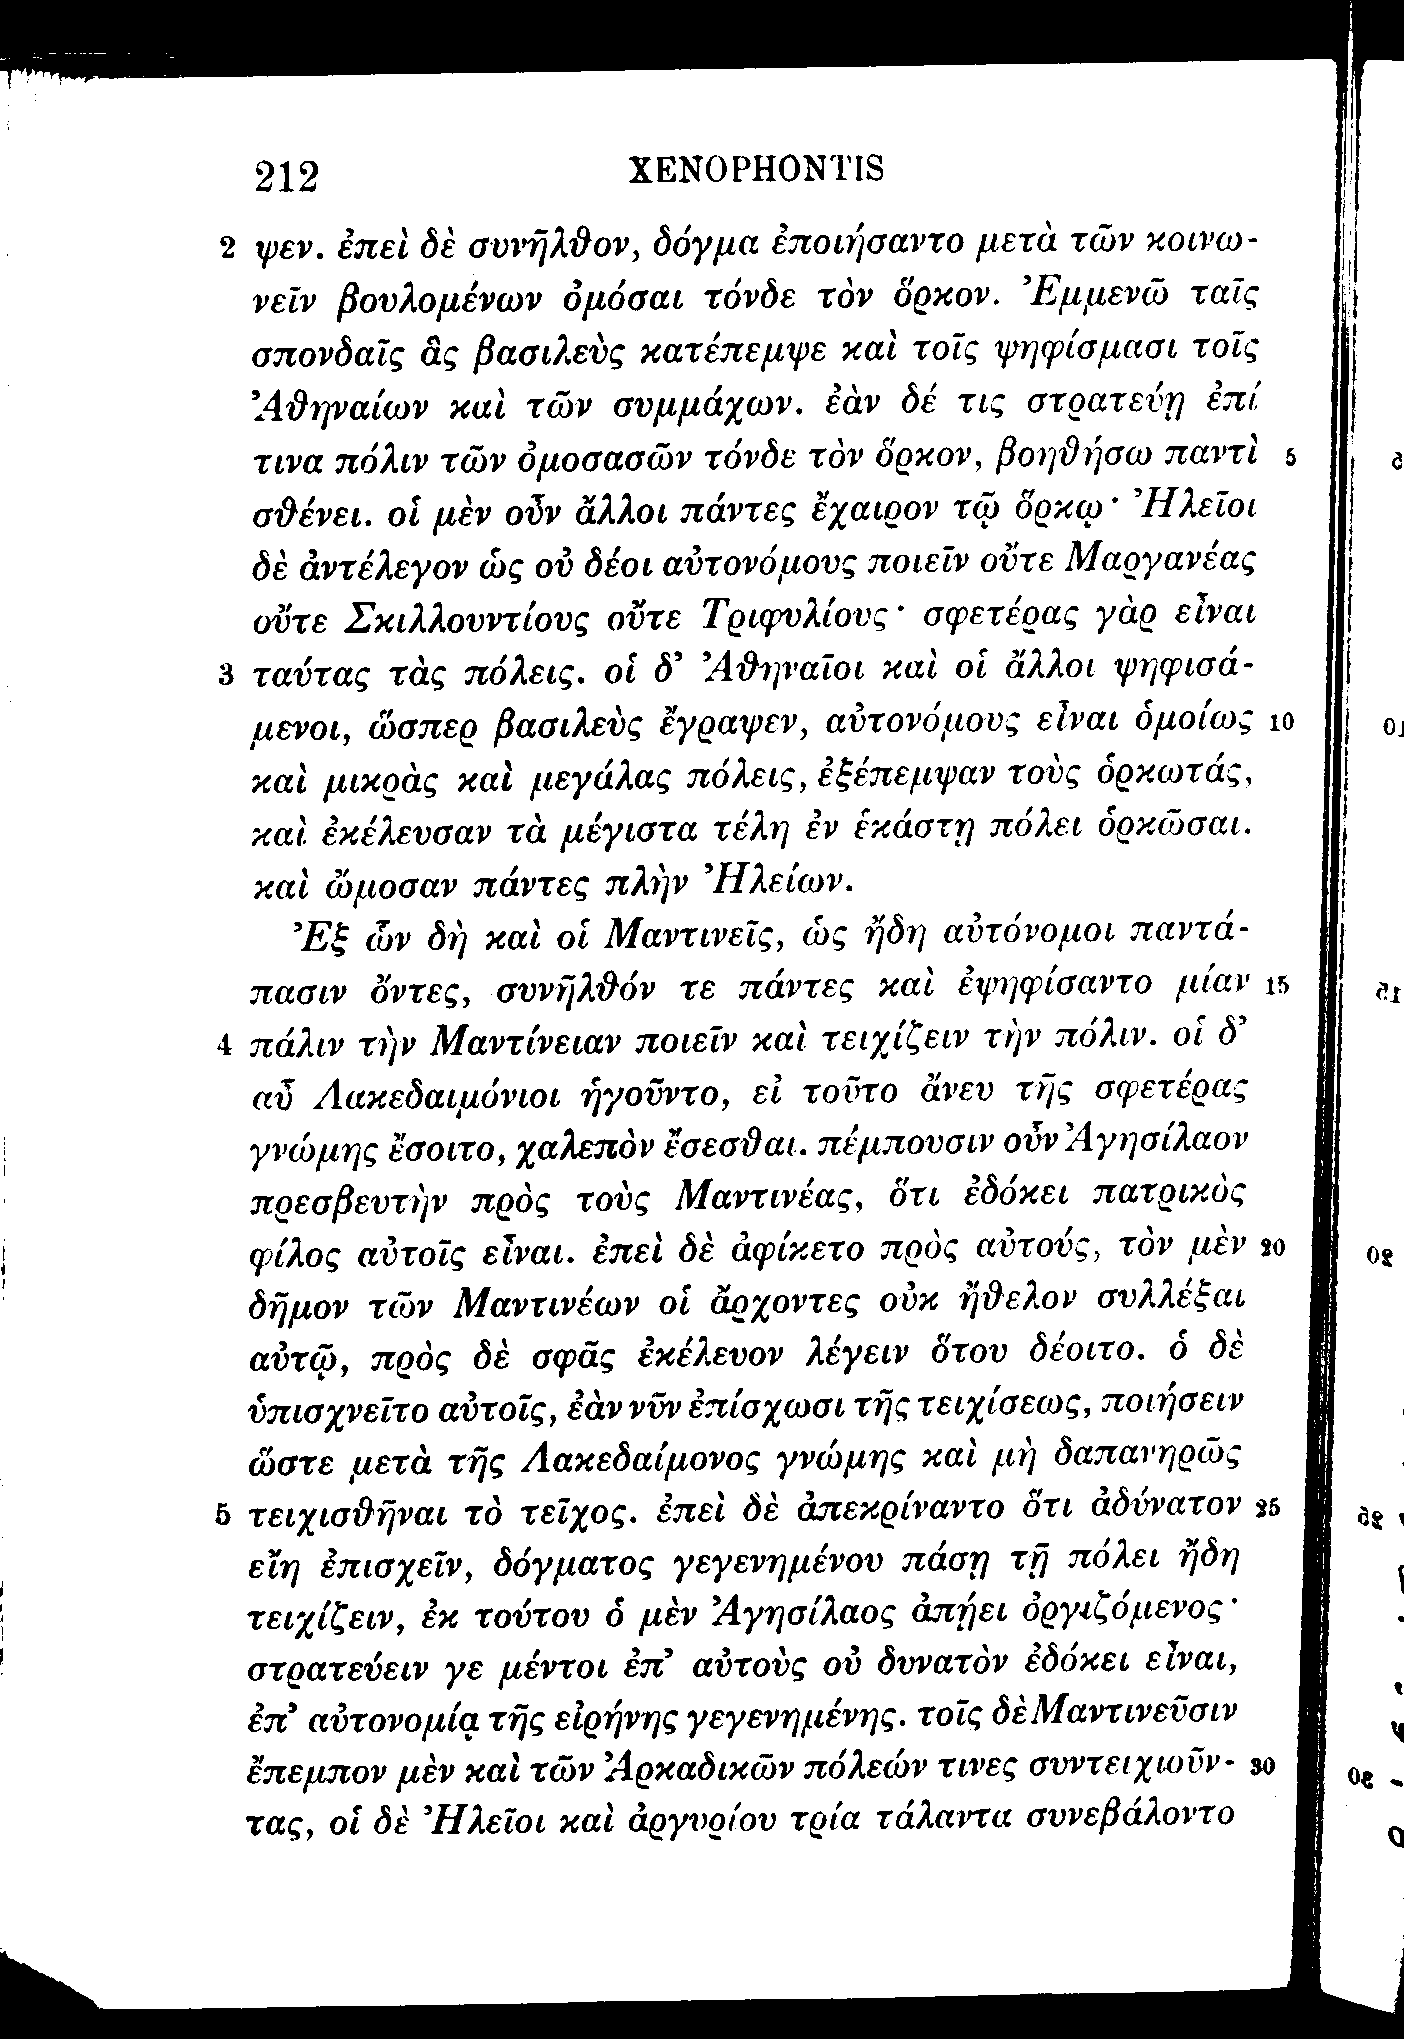 212 XENOPHONTIS
2 ψεν. ἐπεὶ δὲ συνῆλθον, δόγμα ἐποιήσαντο μετὰ τῶν κοινω-
νεῖν βουλομένων ὀμόσαι τόνδε τὸν ὅρκον. Ἐμμενῶ ταῖς
σπονδαῖς ἃς βασιλεὺς κατέπεμψε καὶ τοῖς ψηφίσμασι τοῖς
Ἀθηναίων καὶ τῶν συμμάχων. ἐὰν δέ τις στρατεύῃ ἐπί
τινα πόλιν τῶν ὀμοσασῶν τόνδε τὸν ὅρκον, βοηθήσω παντὶ 5
σθένει. οἱ μὲν οὖν ἄλλοι πάντες ἔχαιρον τῷ ὅρκῳ· Ἠλεῖοι
δὲ ἀντέλεγον ὡς οὐ δέοι αὐτονόμους ποιεῖν οὔτε Μαργανέας
οὔτε Σκιλλουντίους οὔτε Τριφυλίους· σφετέρας γὰρ εἶναι
3 ταύτας τὰς πόλεις. οἱ δ’ Ἀθηναῖοι καὶ οἱ ἄλλοι ψηφισά-
μενοι, ὥσπερ βασιλεὺς ἔγραψεν, αὐτονόμους εἶναι ὁμοίως 10
καὶ μικρὰς καὶ μεγάλας πόλεις, ἐξέπεμψαν τοὺς ὁρκωτάς,
καὶ ἐκέλευσαν τὰ μέγιστα τέλη ἐν ἑκάστῃ πόλει ὁρκῶσαι.
καὶ ὤμοσαν πάντες πλὴν Ἠλείων.
Ἐξ ὧν δὴ καὶ οἱ Μαντινεῖς, ὡς ἤδη αὐτόνομοι παντά-
πασιν ὄντες, συνῆλθόν τε πάντες καὶ ἐψηφίσαντο μίαν 15
4 πάλιν τὴν Μαντίνειαν ποιεῖν καὶ τειχίζειν τὴν πόλιν. οἱ δ’
αὖ Λακεδαιμόνιοι ἡγοῦντο, εἰ τοῦτο ἄνευ τῆς σφετέρας
γνώμης ἔσοιτο, χαλεπὸν ἔσεσθαι. πέμπουσιν οὖν Ἀγησίλαον
πρεσβευτὴν πρὸς τοὺς Μαντινέας, ὅτι ἐδόκει πατρικὸς
φίλος αὐτοῖς εἶναι. ἐπεὶ δὲ ἀφίκετο πρὸς αὐτούς, τὸν μὲν 20
δῆμον τῶν Μαντινέων οἱ ἄρχοντες οὐκ ἤθελον συλλέξαι
αὐτῷ, πρὸς δὲ σφᾶς ἐκέλευον λέγειν ὅτου δέοιτο. ὁ δὲ
ὑπισχνεῖτο αὐτοῖς, ἐὰν νῦν ἐπίσχωσι τῆς τειχίσεως, ποιήσειν
ὥστε μετὰ τῆς Λακεδαίμονος γνώμης καὶ μὴ δαπανηρῶς
5 τειχισθῆναι τὸ τεῖχος. ἐπεὶ δὲ ἀπεκρίναντο ὅτι ἀδύνατον 25
εἴη ἐπισχεῖν, δόγματος γεγενημένου πάσῃ τῇ πόλει ἤδη
τειχίζειν, ἐκ τούτου ὁ μὲν Ἀγησίλαος ἀπῄει ὀργιζόμενος·
στρατεύειν γε μέντοι ἐπ’ αὐτοὺς οὐ δυνατὸν ἐδόκει εἶναι,
ἐπ’ αὐτονομίᾳ τῆς εἰρήνης γεγενημένης. τοῖς δὲ Μαντινεῦσιν
ἔπεμπον μὲν καὶ τῶν Ἀρκαδικῶν πόλεών τινες συντειχιοῦν- 30
τας, οἱ δὲ Ἠλεῖοι καὶ ἀργυρίου τρία τάλαντα συνεβάλοντο